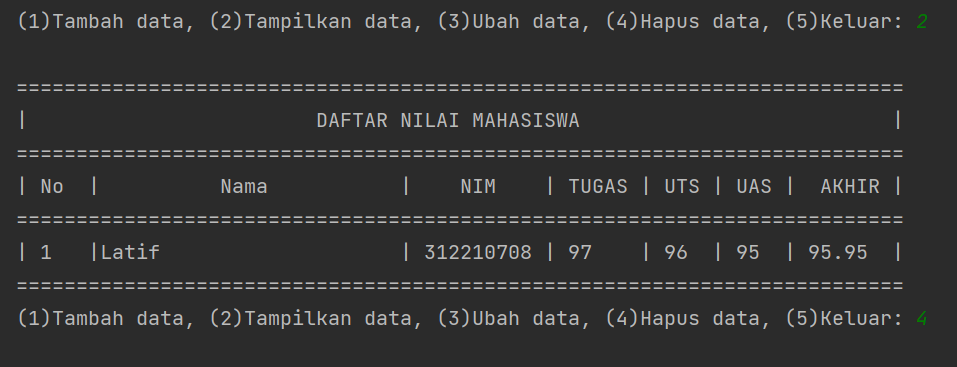 (1)Tambah data, (2)Tampilkan data, (3)Ubah data, (4)Hapus data, (5)Keluar: 2
==========================================================================
|                        DAFTAR NILAI MAHASISWA                          |
==========================================================================
| No  |          Nama           |    NIM    | TUGAS | UTS | UAS |  AKHIR |
==========================================================================
| 1   |Latif                    | 312210708 | 97    | 96  | 95  | 95.95  |
==========================================================================
(1)Tambah data, (2)Tampilkan data, (3)Ubah data, (4)Hapus data, (5)Keluar: 4